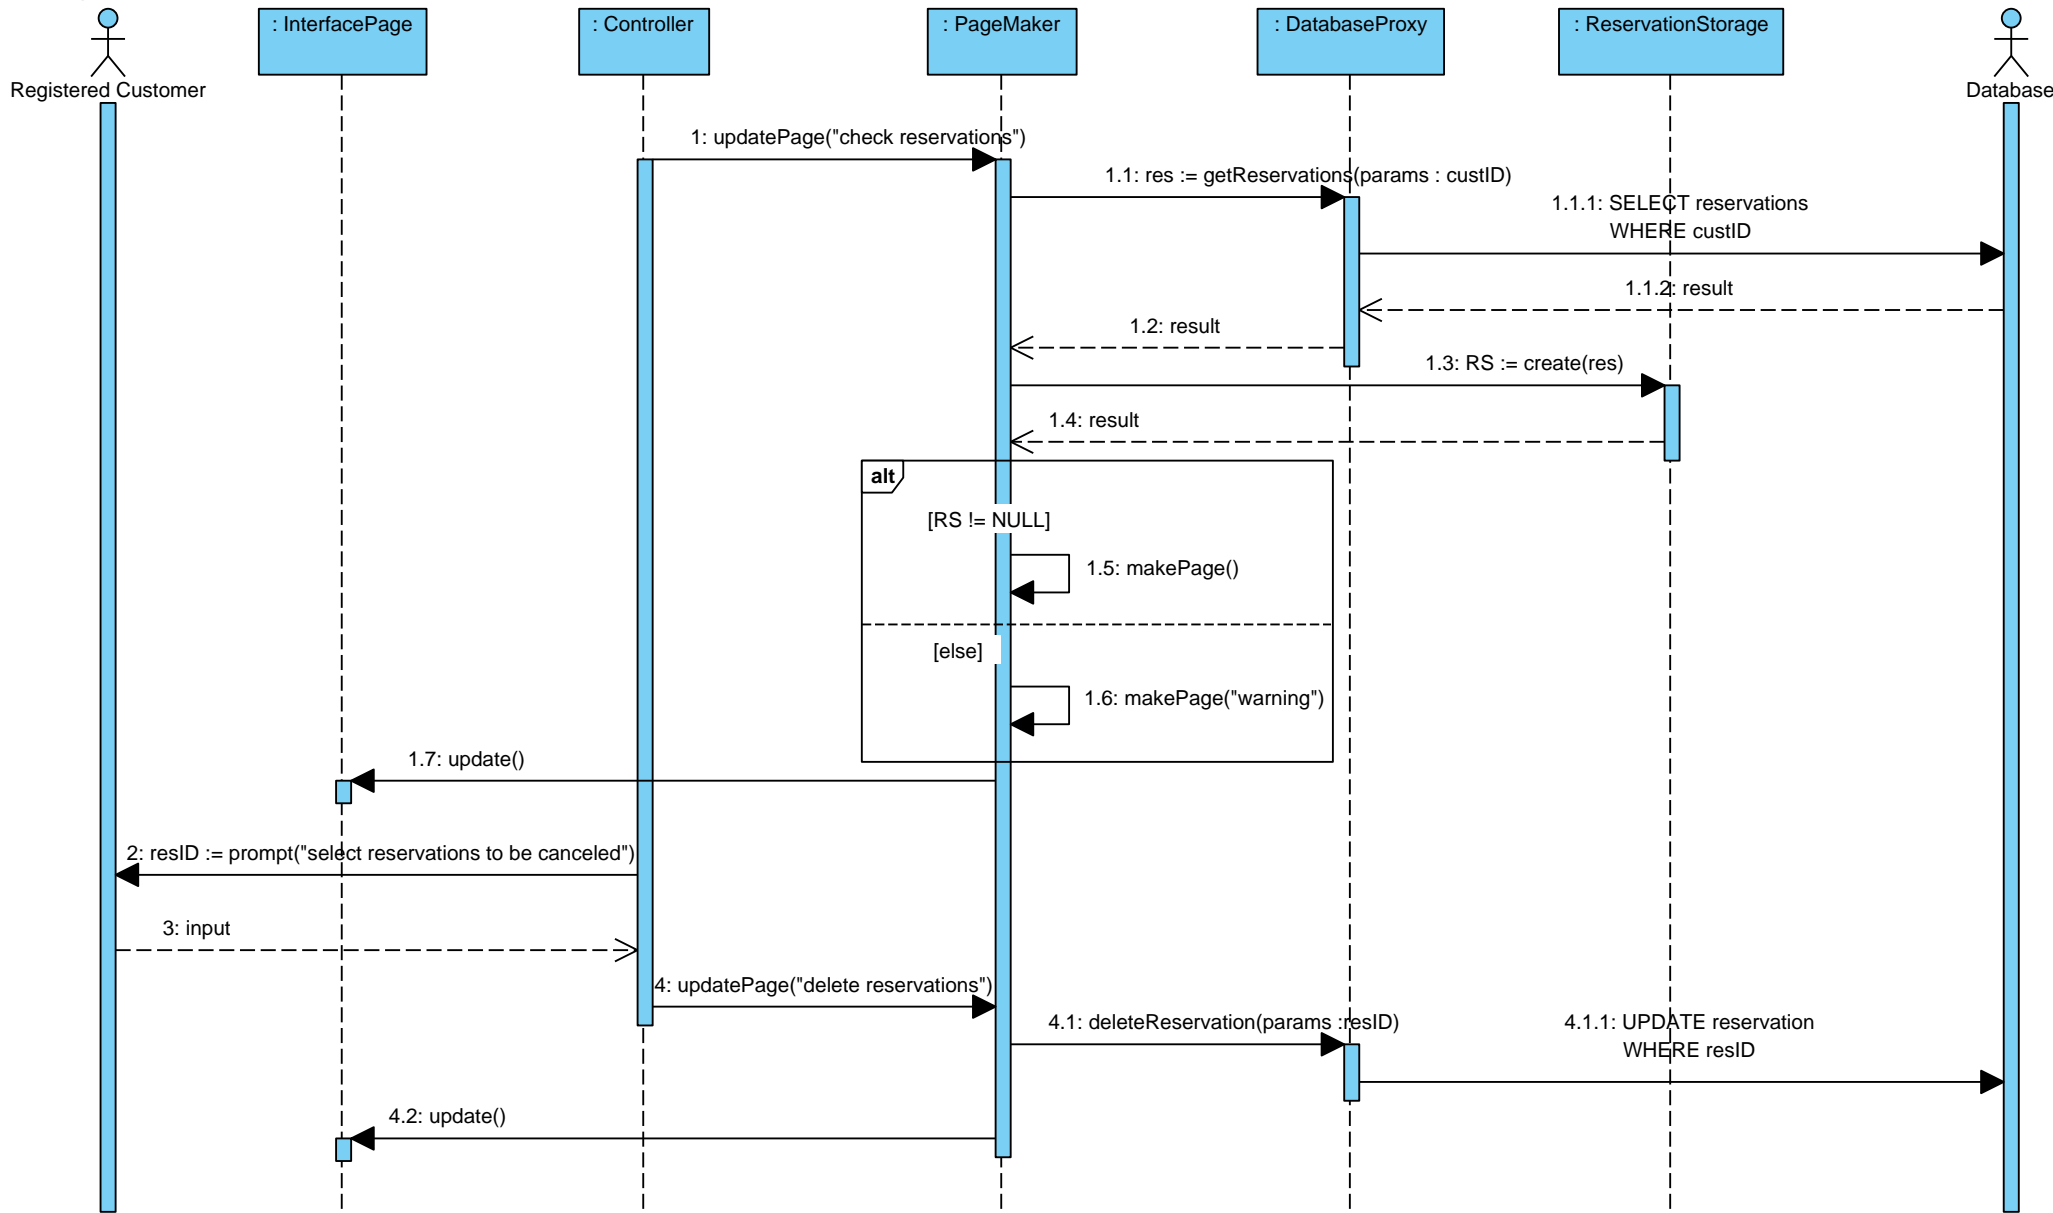 : InterfacePage
: Controller
: PageMaker
: DatabaseProxy
: ReservationStorage
Registered Customer
Database
1: updatePage("check reservations")
1.1: res := getReservations(params : custID)
1.1.1: SELECT reservations
WHERE custID
1.1.2: result
1.2: result
1.3: RS := create(res)
1.4: result
alt
[RS != NULL]
1.5: makePage()
[else]
1.6: makePage("warning")
1.7: update()
2: resID := prompt("select reservations to be canceled")
3: input
4: updatePage("delete reservations")
4.1: deleteReservation(params :resID)
4.1.1: UPDATE reservation
WHERE resID
4.2: update()